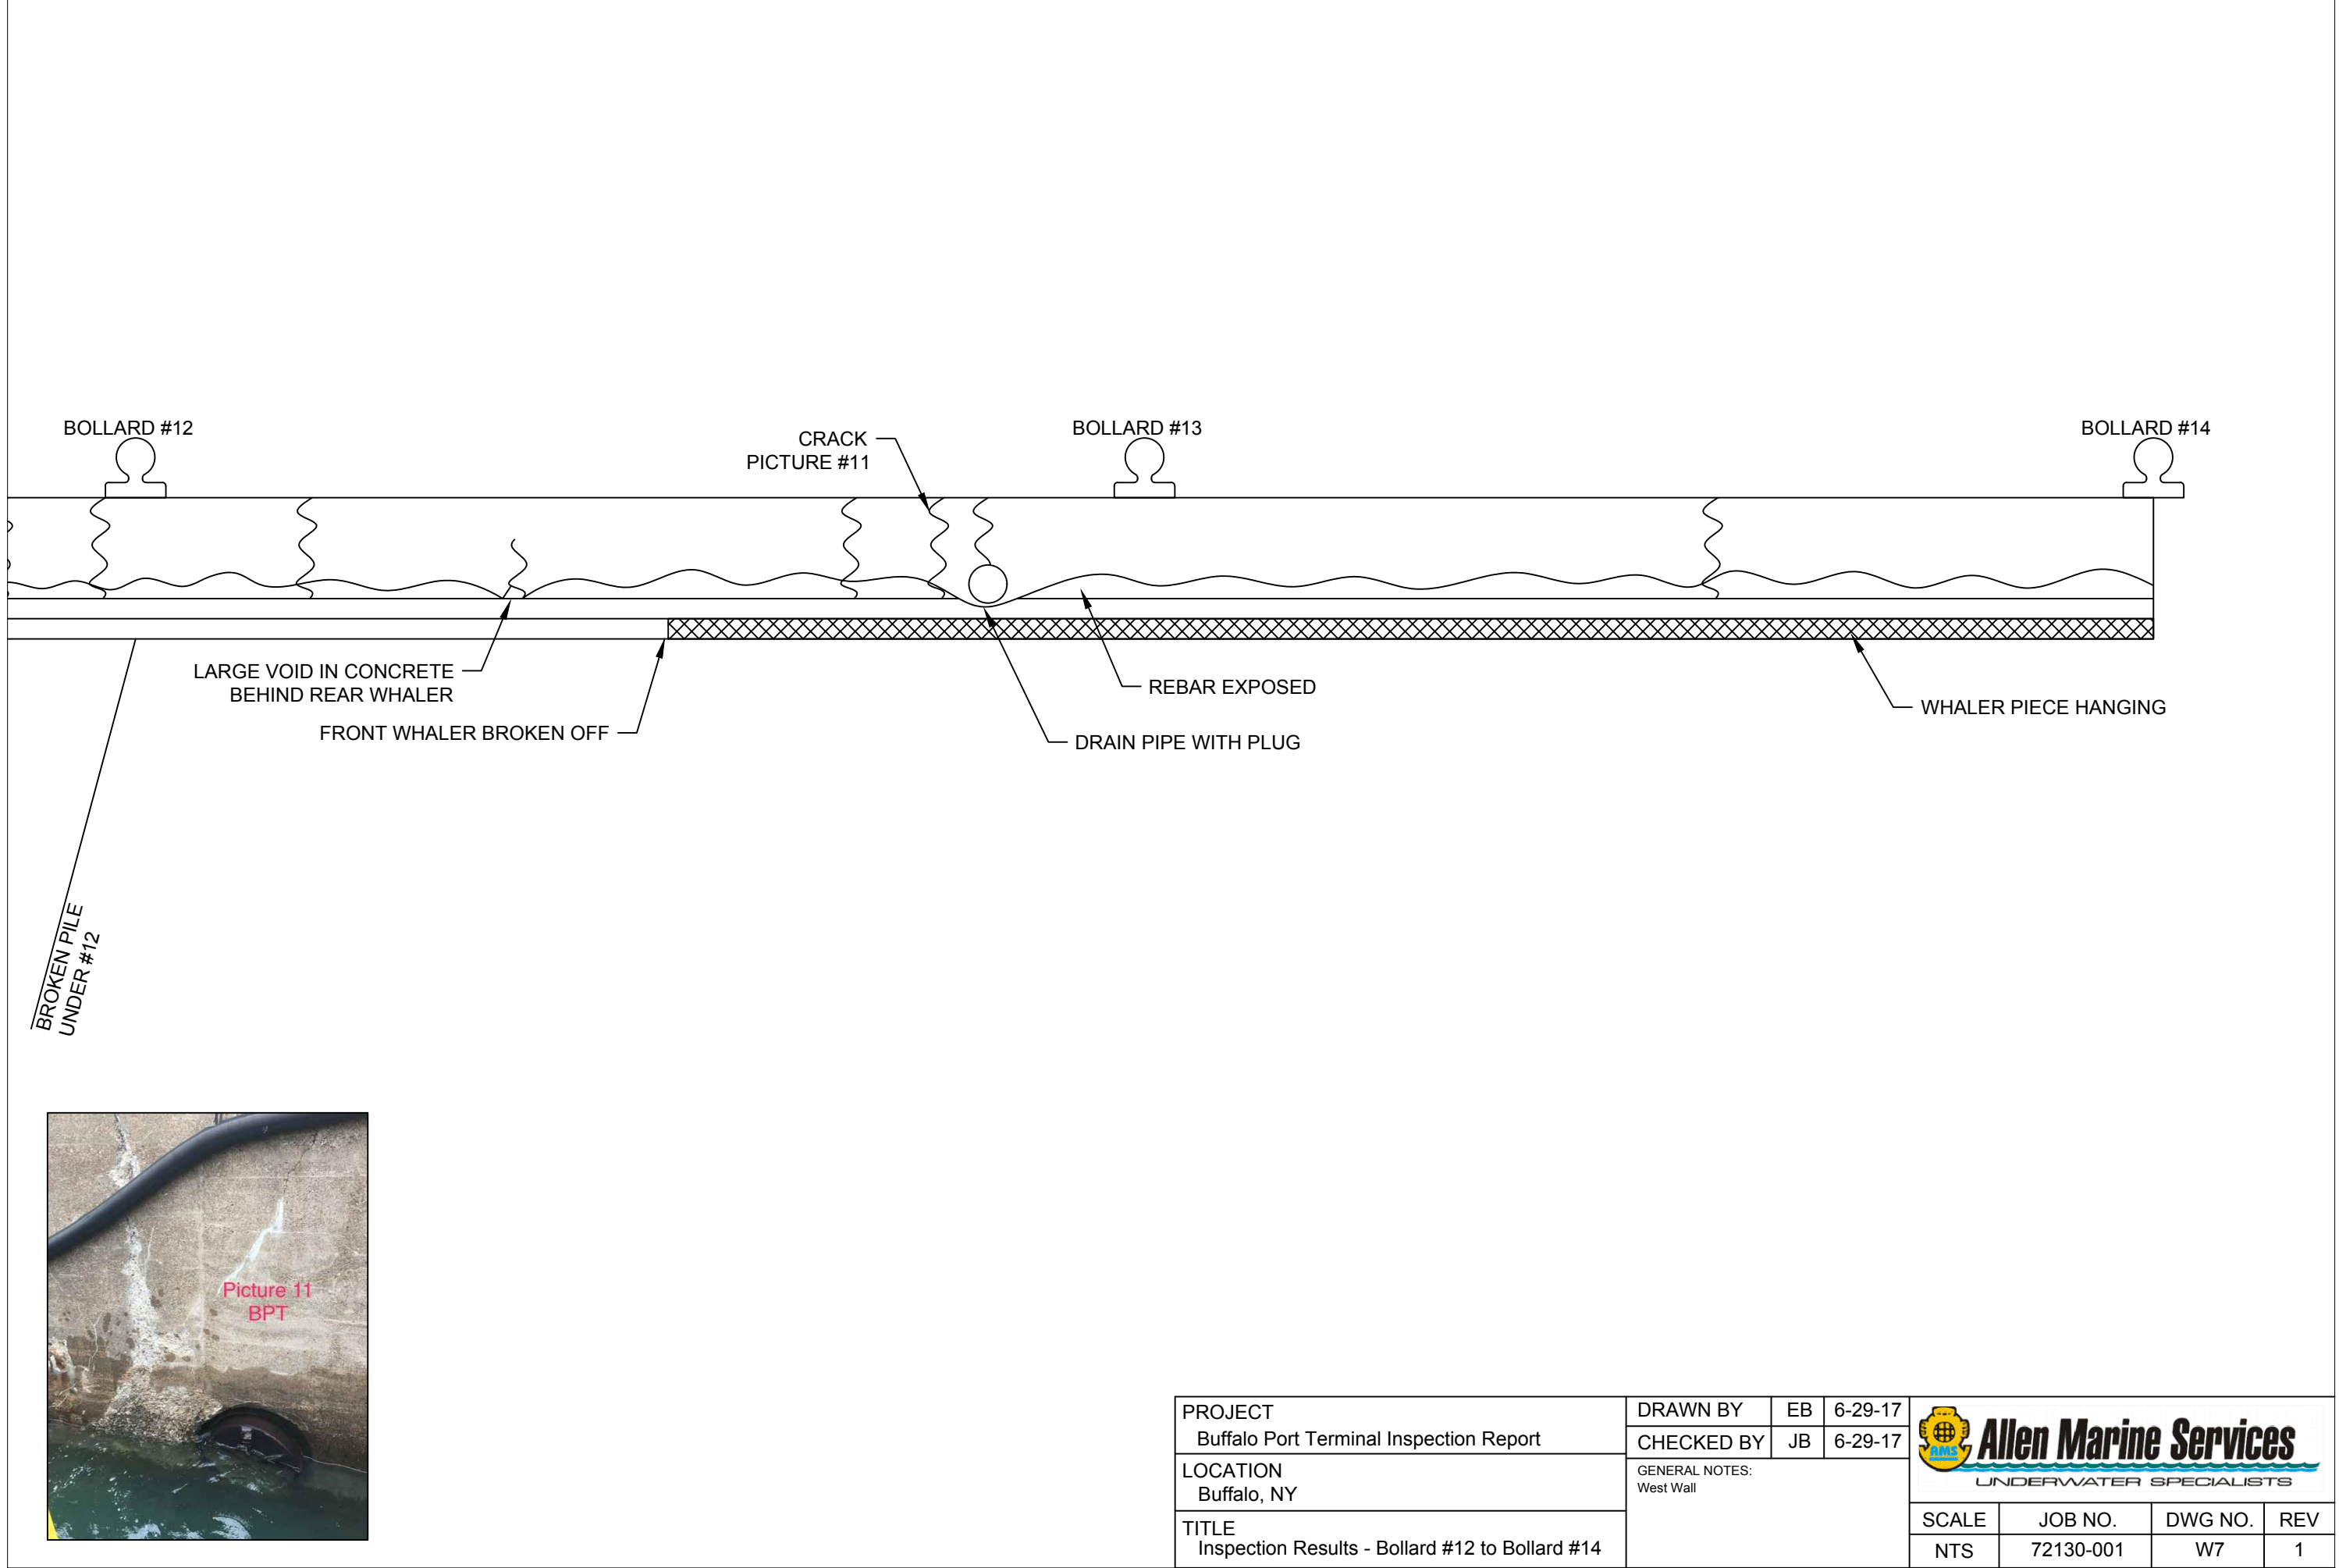 BOLLARD #12
CRACK
PICTURE #11
BOLLARD #13
BOLLARD #14
LARGE VOID IN CONCRETE
BEHIND REAR WHALER
FRONT WHALER BROKEN OFF
REBAR EXPOSED
DRAIN PIPE WITH PLUG
WHALER PIECE HANGING
BROKEN PILE
UNDER #12
Picture 11
BPT
PROJECT
Buffalo Port Terminal Inspection Report
LOCATION
Buffalo, NY
TITLE
Inspection Results - Bollard #12 to Bollard #14
DRAWN BY EB 6-29-17
CHECKED BY JB 6-29-17
GENERAL NOTES:
West Wall
AMS
Allen Marine Services
UNDERWATER SPECIALISTS
SCALE JOB NO. DWG NO. REV
NTS 72130-001 W7 1